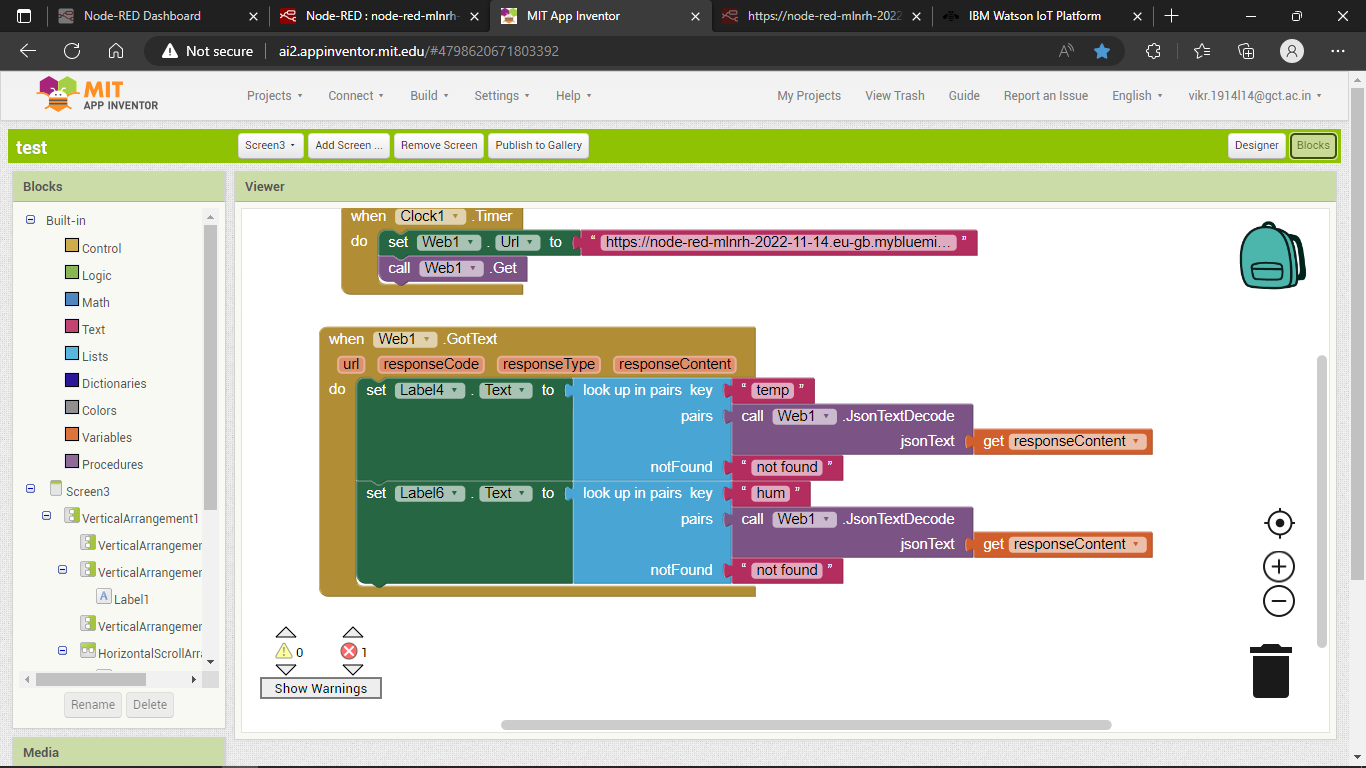 Node-RED Dashboard
Node-RED : node-red-mlnrh-
MIT App Inventor
https://node-red-mlnrh-2022
IBM Watson IoT Platform
Not secure
ai2.appinventor.mit.edu/#4798620671803392
MIT
APP INVENTOR
Projects
Connect
Build
Settings
Help
My Projects
View Trash
Guide
Report an Issue
English
vikr.1914l14@gct.ac.in
test
Screen3
Add Screen ...
Remove Screen
Publish to Gallery
Designer
Blocks
Blocks
Built-in
Control
Logic
Math
Text
Lists
Dictionaries
Colors
Variables
Procedures
Screen3
VerticalArrangement1
VerticalArrangemer
VerticalArrangemer
A Label1
VerticalArrangemer
HorizontalScrollArra
Rename
Delete
Media
Viewer
when Clock1 .Timer
do set Web1 . Url to “ https://node-red-mlnrh-2022-11-14.eu-gb.mybluemi... ”
call Web1 .Get
when Web1 .GotText
url responseCode responseType responseContent
do set Label4 . Text to look up in pairs key “ temp ”
pairs call Web1 .JsonTextDecode
jsonText get responseContent
notFound “ not found ”
set Label6 . Text to look up in pairs key “ hum ”
pairs call Web1 .JsonTextDecode
jsonText get responseContent
notFound “ not found ”
0 1
Show Warnings